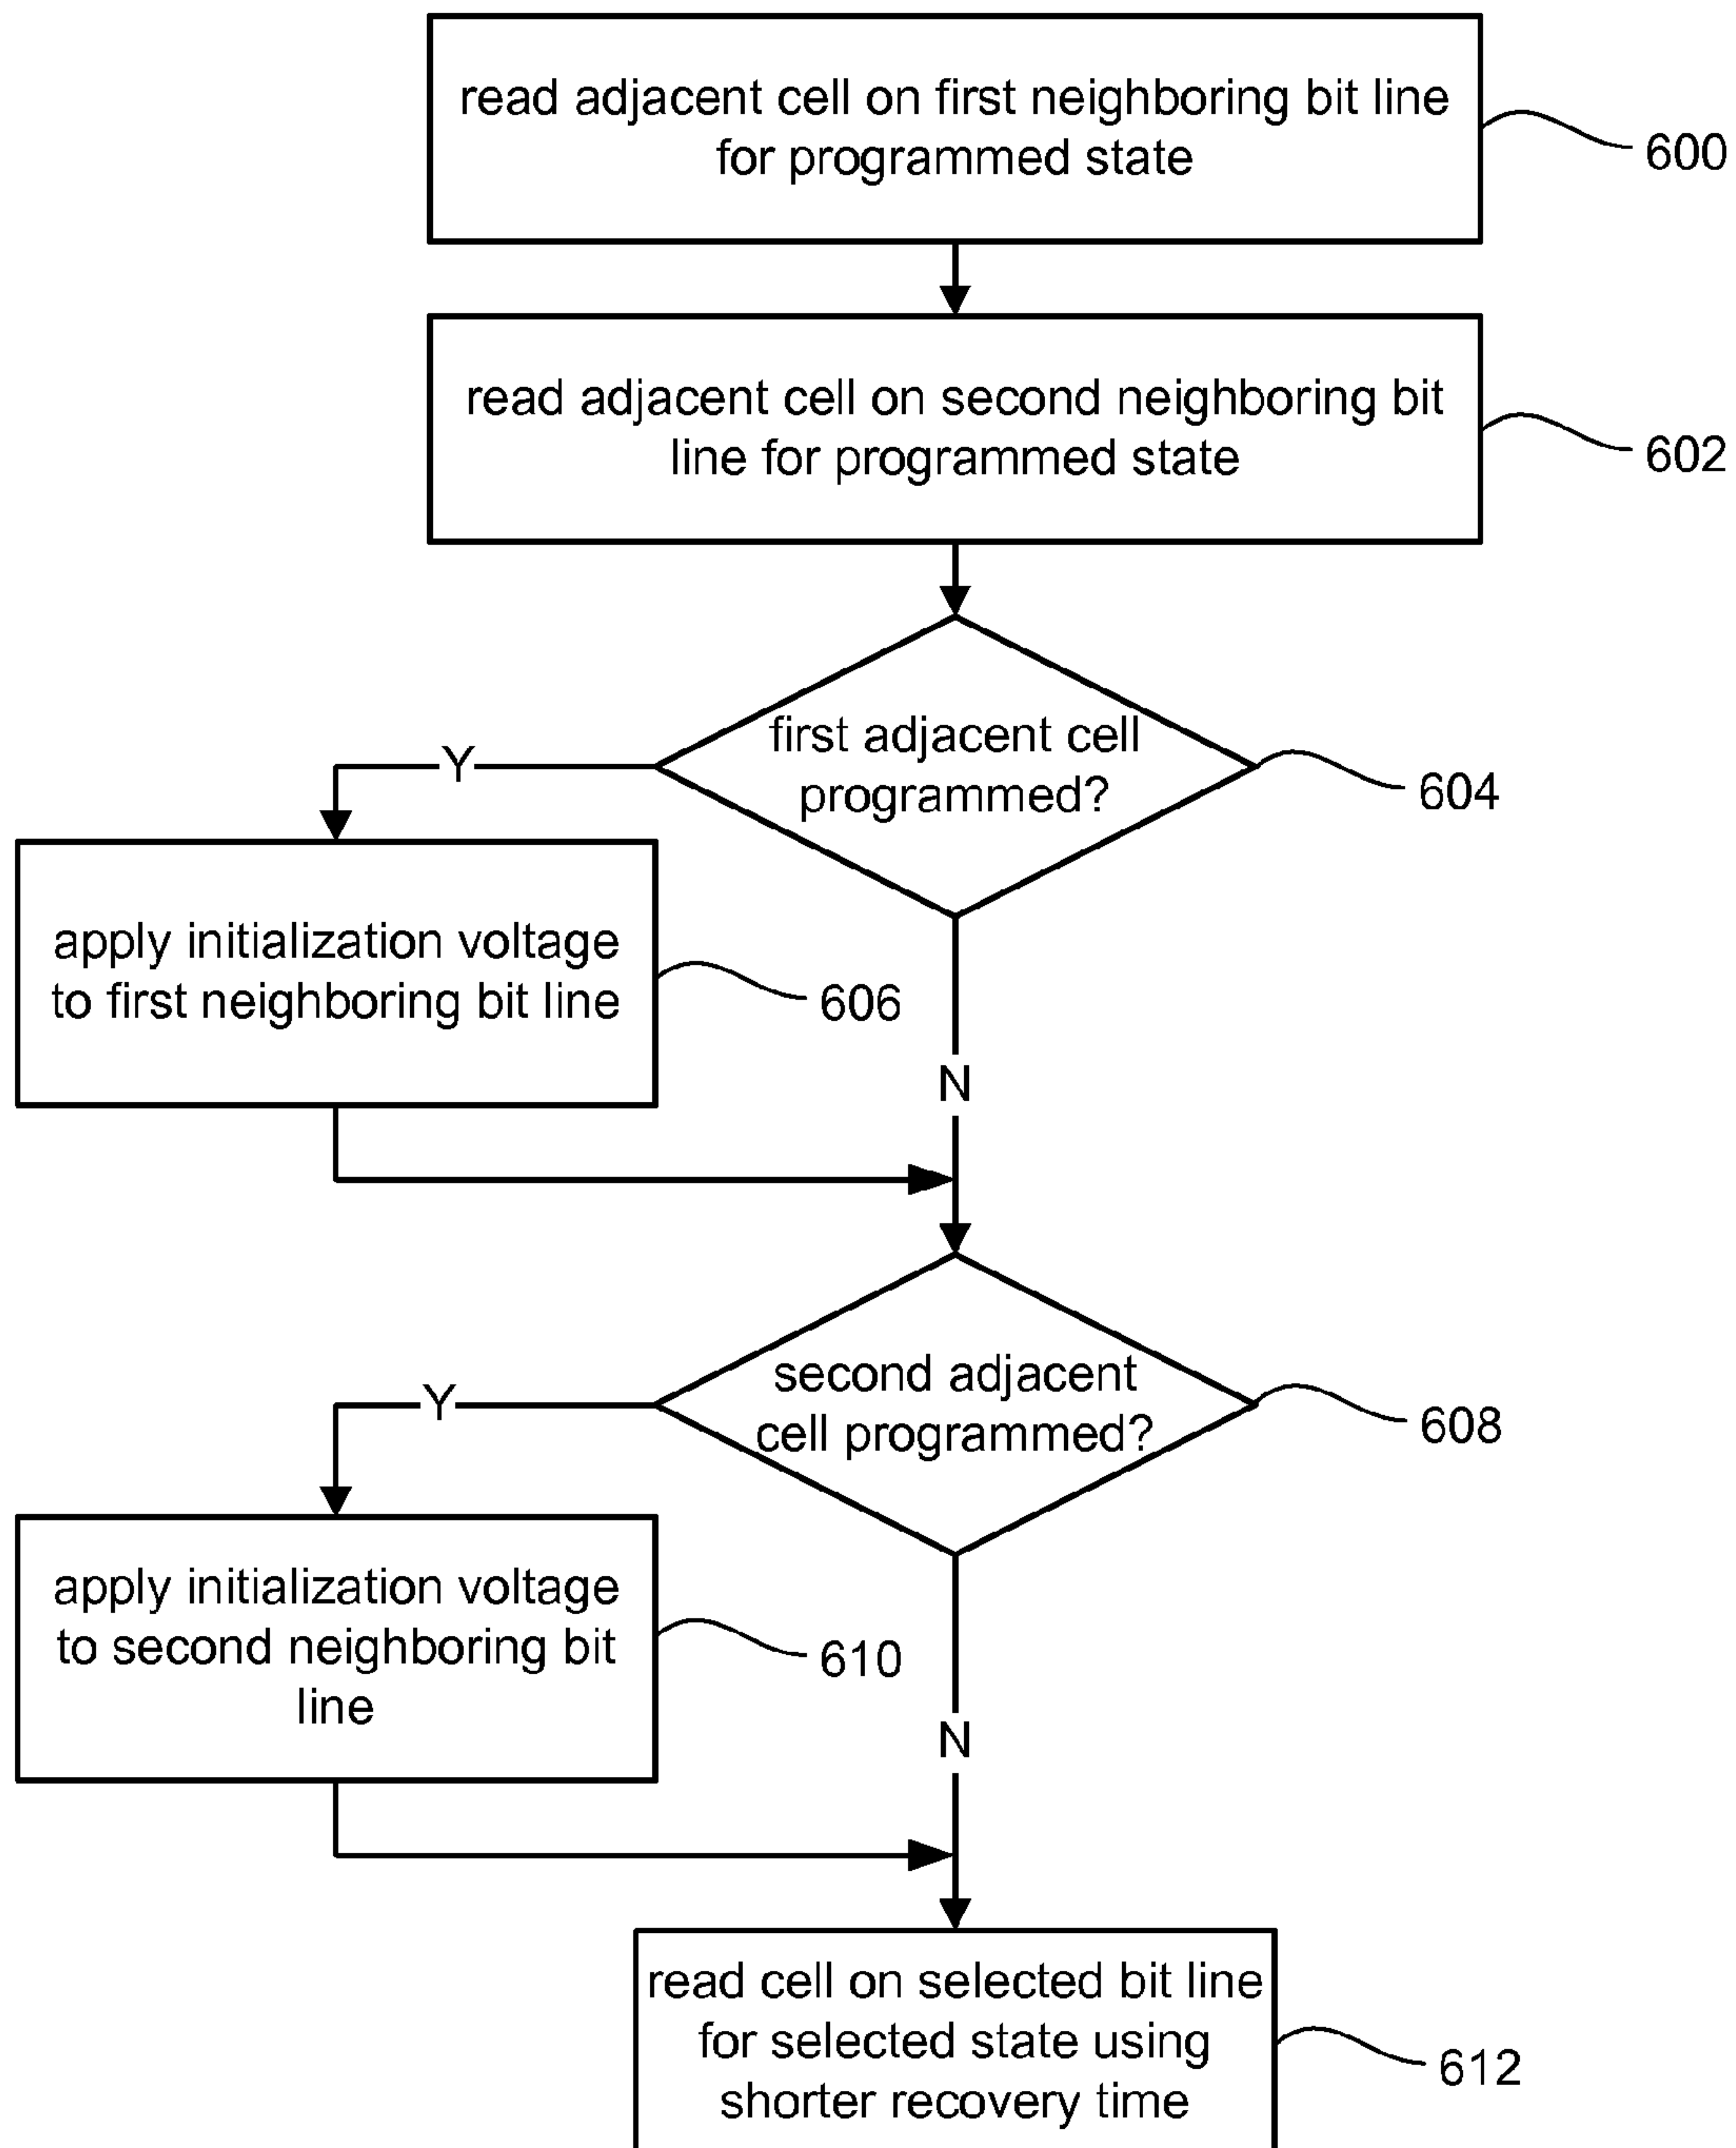 read adjacent cell on first neighboring bit line
for programmed state
600
read adjacent cell on second neighboring bit
line for programmed state
602
first adjacent cell
programmed?
604
Y
apply initialization voltage
to first neighboring bit line
606
N
second adjacent
cell programmed?
608
Y
apply initialization voltage
to second neighboring bit
line
610
N
read cell on selected bit line
for selected state using
shorter recovery time
612